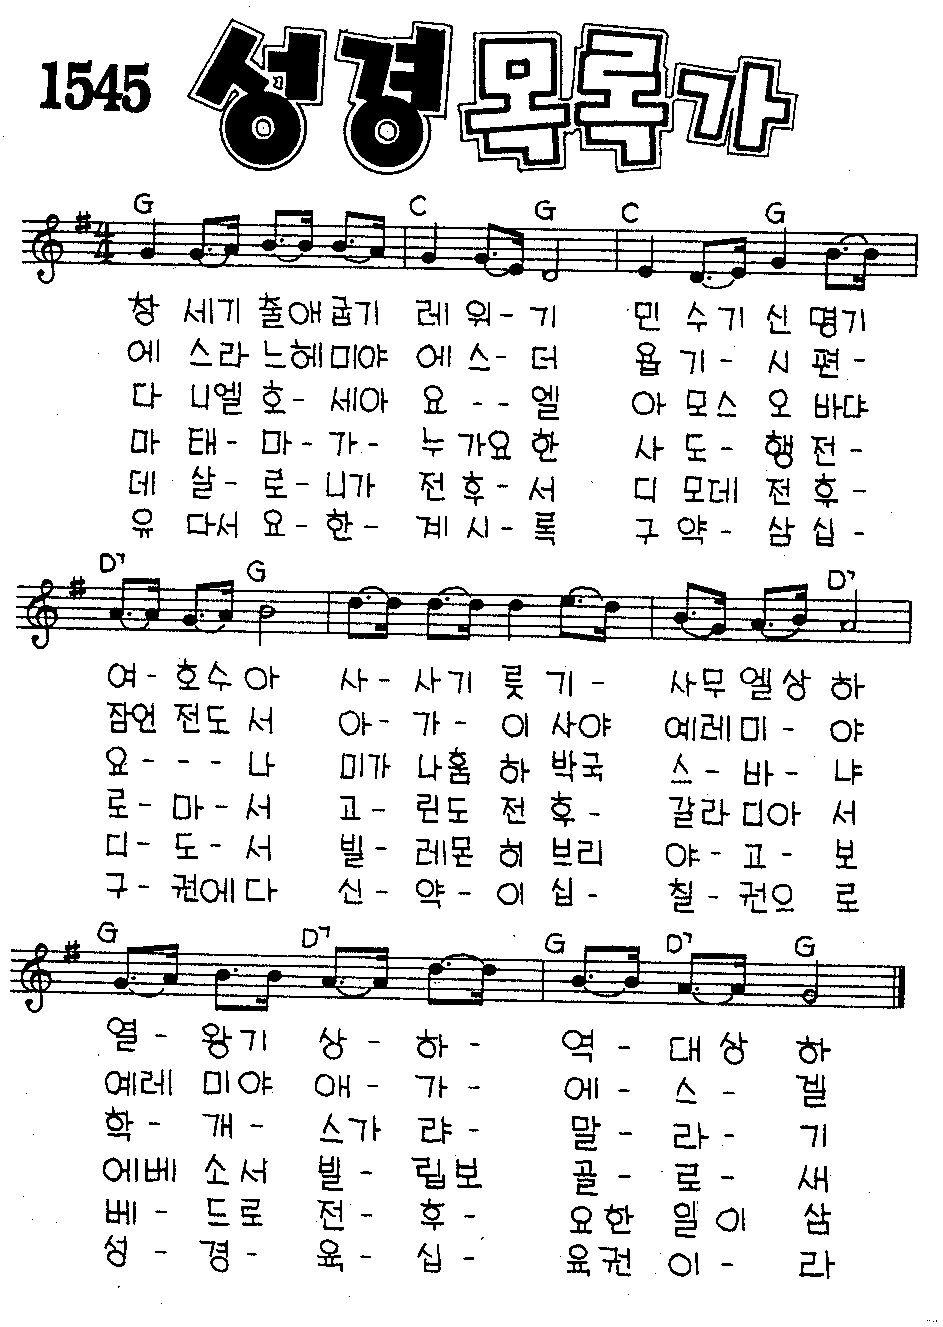 1545 성경목록가
G C G C G
창 세기 출애굽기 레 위- 기 민 수기 신 명기
에 스라 느헤미야 에 스- 더 욥 기- 시 편-
다 니엘 호- 세아 요 - - 엘 아 모스 오 바댜
마 태- 마- 가- 누 가요 한 사 도- 행 전-
데 살- 로- 니가 전 후- 서 디 모데 전 후-
유 다서 요- 한- 계 시- 록 구 약- 삼 십-
D7 G D7
여- 호수 아 사- 사기 룻 기- 사무 엘상 하
잠언 전도 서 아- 가- 이 사야 예레 미- 야
요- - - 나 미가 나훔 하 박국 스- 바- 냐
로- 마- 서 고- 린도 전 후- 갈라 디아 서
디- 도- 서 빌- 레몬 히 브리 야- 고- 보
구- 권에 다 신- 약- 이 십- 칠- 권으 로
G D7 G D7 G
열- 왕기 상- 하- 역- 대상 하
예레 미야 애- 가- 에- 스- 겔
학- 개- 스가 랴- 말- 라- 기
에베 소서 빌- 립보 골- 로- 새
베- 드로 전- 후- 요한 일이 삼
성- 경- 육- 십- 육권 이- 라